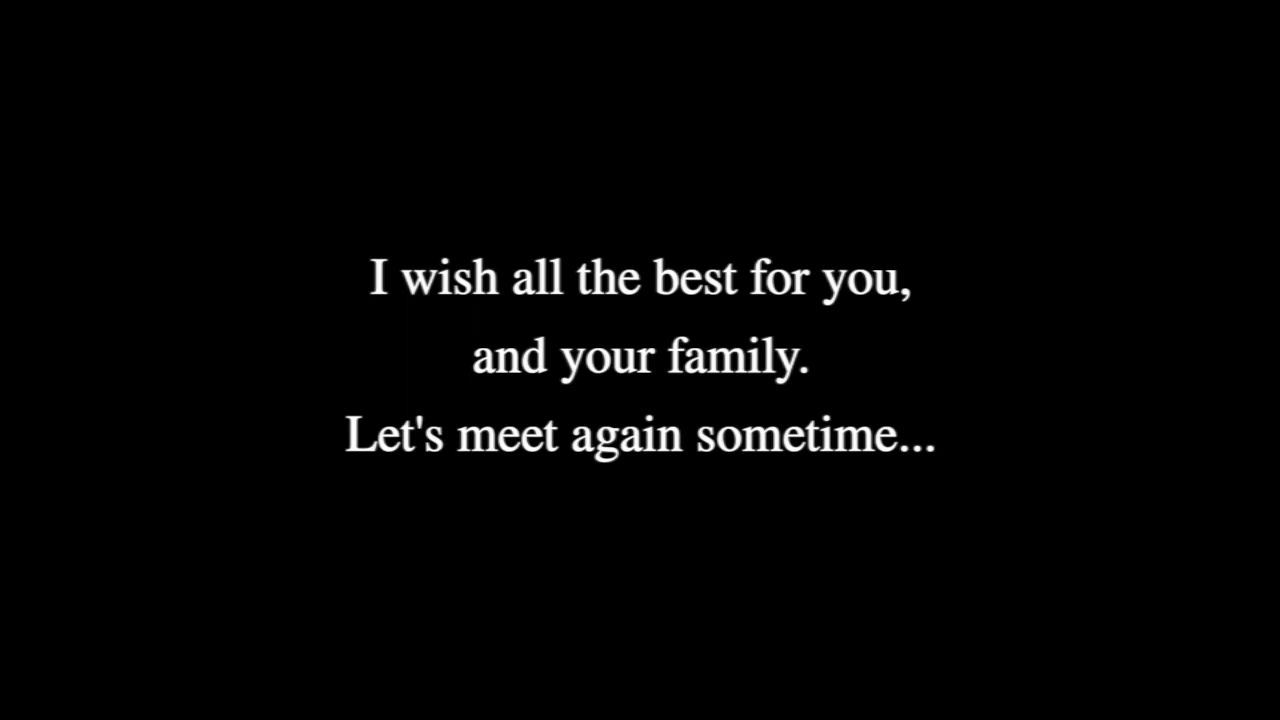 I wish all the best for you,
and your family.
Let's meet again sometime...